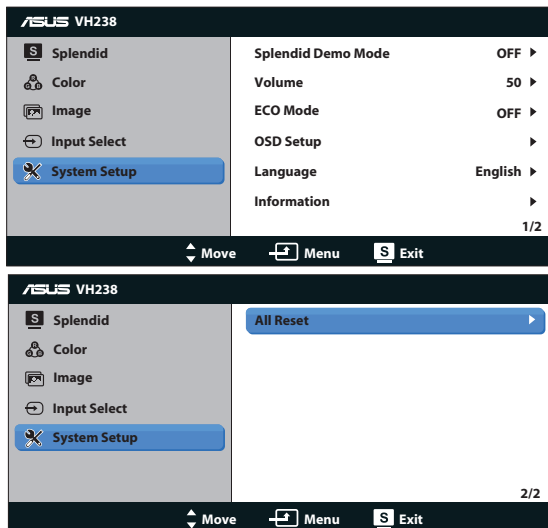 ASUS VH238
S Splendid
Color
Image
Input Select
System Setup
Splendid Demo Mode OFF
Volume 50
ECO Mode OFF
OSD Setup
Language English
Information
1/2
Move Menu S Exit
ASUS VH238
S Splendid
Color
Image
Input Select
System Setup
All Reset
2/2
Move Menu S Exit